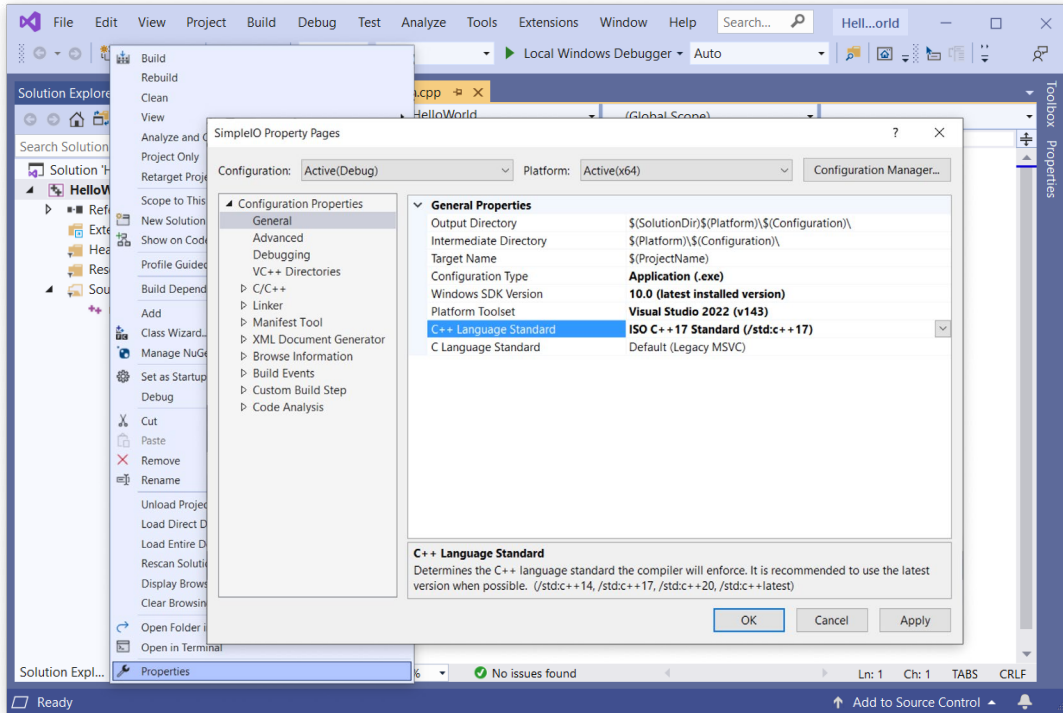 File Edit View Project Build Debug Test Analyze Tools Extensions Window Help Search... Hell...orld
Local Windows Debugger Auto
Solution Explore
.cpp
HelloWorld (Global Scope)
Search Solution
Solution 'H
HelloW
Refe
Exte
Hea
Res
Sou
Build
Rebuild
Clean
View
Analyze and C
Project Only
Retarget Proje
Scope to This
New Solution
Show on Code
Profile Guided
Build Depend
Add
Class Wizard...
Manage NuGe
Set as Startup
Debug
Cut
Paste
Remove
Rename
Unload Projec
Load Direct D
Load Entire D
Rescan Soluti
Display Brows
Clear Browsin
Open Folder i
Open in Terminal
Properties
SimpleIO Property Pages ?
Configuration: Active(Debug) Platform: Active(x64) Configuration Manager...
Configuration Properties
General
Advanced
Debugging
VC++ Directories
C/C++
Linker
Manifest Tool
XML Document Generator
Browse Information
Build Events
Custom Build Step
Code Analysis
General Properties
Output Directory $(SolutionDir)$(Platform)\$(Configuration)\
Intermediate Directory $(Platform)\$(Configuration)\
Target Name $(ProjectName)
Configuration Type Application (.exe)
Windows SDK Version 10.0 (latest installed version)
Platform Toolset Visual Studio 2022 (v143)
C++ Language Standard ISO C++17 Standard (/std:c++17)
C Language Standard Default (Legacy MSVC)
C++ Language Standard
Determines the C++ language standard the compiler will enforce. It is recommended to use the latest
version when possible. (/std:c++14, /std:c++17, /std:c++20, /std:c++latest)
OK Cancel Apply
Toolbox
Properties
Solution Expl...
% No issues found Ln: 1 Ch: 1 TABS CRLF
Ready Add to Source Control